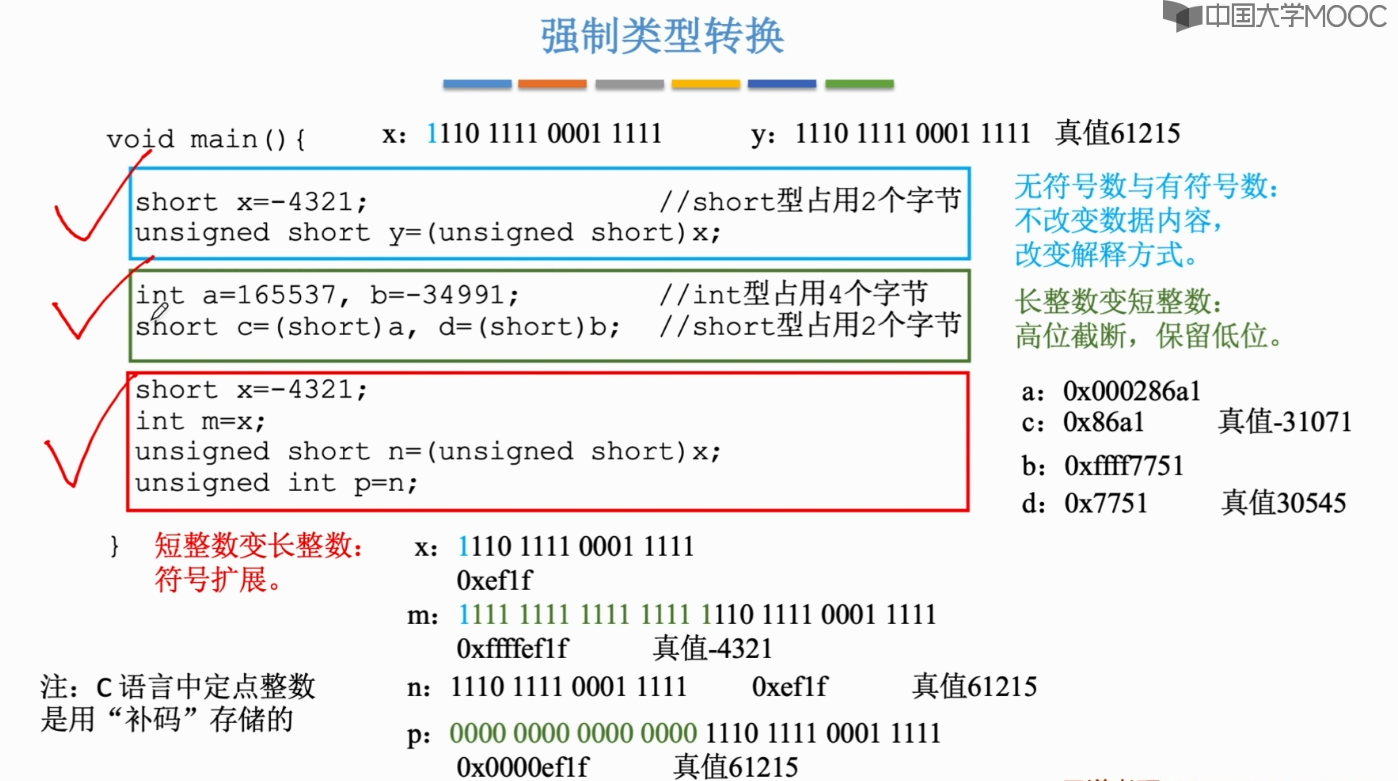 中国大学MOOC
强制类型转换
void main(){ x：1110 1111 0001 1111 y：1110 1111 0001 1111 真值61215
short x=-4321; //short型占用2个字节
unsigned short y=(unsigned short)x;
无符号数与有符号数：
不改变数据内容，
改变解释方式。
int a=165537, b=-34991; //int型占用4个字节
short c=(short)a, d=(short)b; //short型占用2个字节
长整数变短整数：
高位截断，保留低位。
short x=-4321;
int m=x;
unsigned short n=(unsigned short)x;
unsigned int p=n;
a：0x000286a1
c：0x86a1 真值-31071
b：0xffff7751
d：0x7751 真值30545
}
短整数变长整数：
符号扩展。
x：1110 1111 0001 1111
0xef1f
m：1111 1111 1111 1111 1110 1111 0001 1111
0xffffef1f 真值-4321
n：1110 1111 0001 1111 0xef1f 真值61215
p：0000 0000 0000 0000 1110 1111 0001 1111
0x0000ef1f 真值61215
注：C 语言中定点整数
是用“补码”存储的